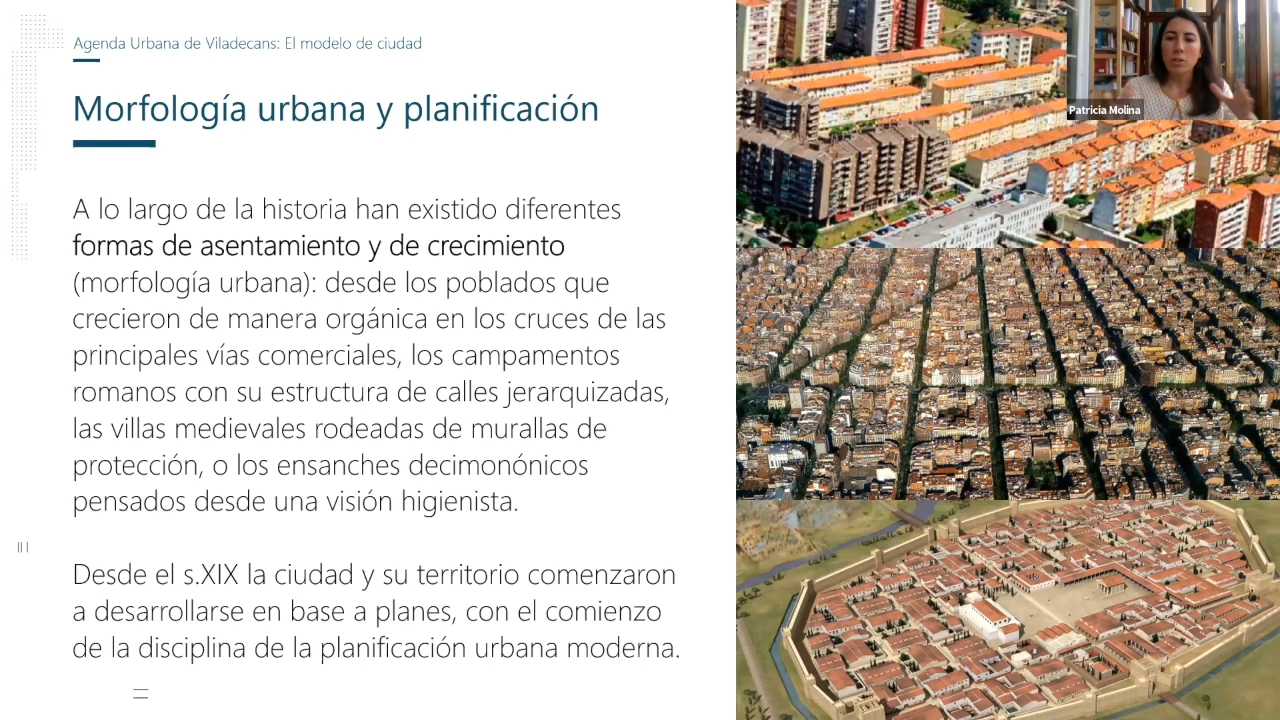 Agenda Urbana de Viladecans: El modelo de ciudad
Morfología urbana y planificación
A lo largo de la historia han existido diferentes
formas de asentamiento y de crecimiento
(morfología urbana): desde los poblados que
crecieron de manera orgánica en los cruces de las
principales vías comerciales, los campamentos
romanos con su estructura de calles jerarquizadas,
las villas medievales rodeadas de murallas de
protección, o los ensanches decimonónicos
pensados desde una visión higienista.
Desde el s.XIX la ciudad y su territorio comenzaron
a desarrollarse en base a planes, con el comienzo
de la disciplina de la planificación urbana moderna.
Patricia Molina